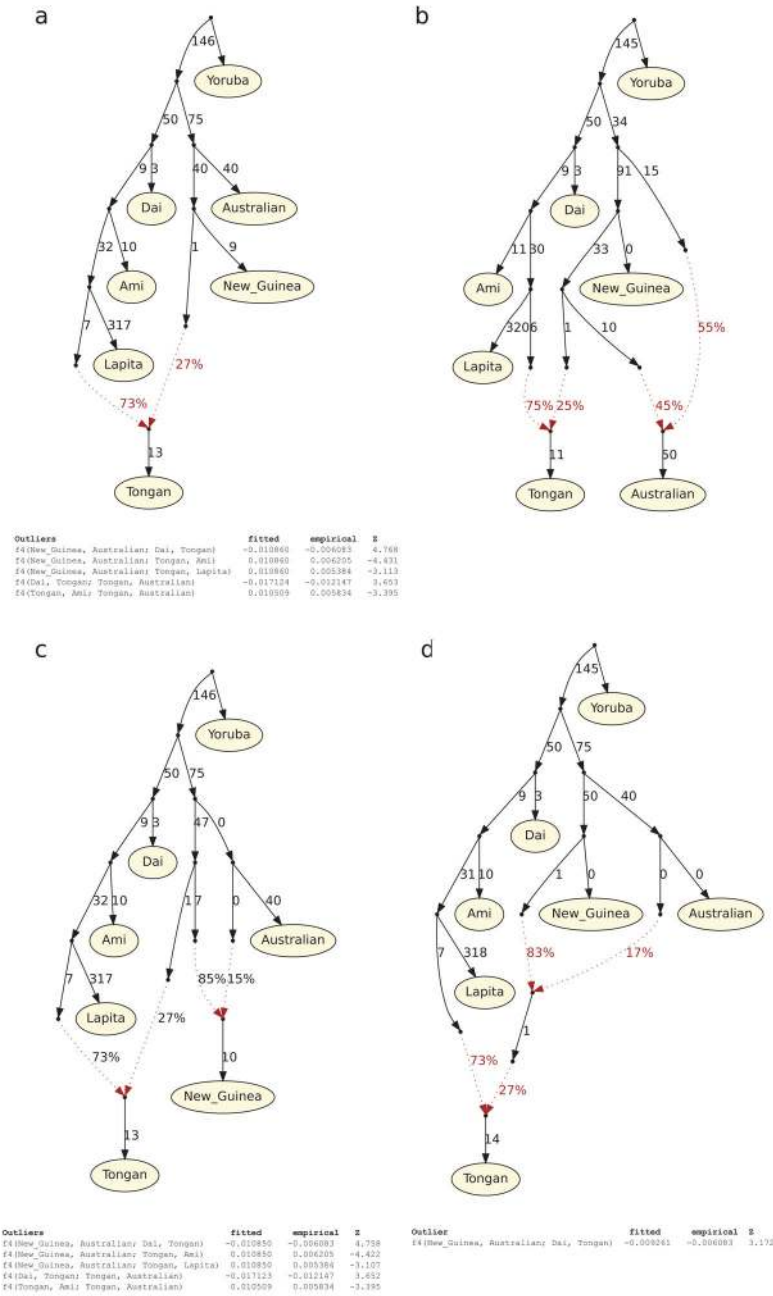 a
146
Yoruba
50 75
9 3 40 40
Dai Australian
32 10 1 9
Ami New_Guinea
7 317
Lapita 27%
73%
13
Tongan
Outliers fitted empirical Z
f4(New_Guinea, Australian; Dai, Tongan) -0.010860 -0.006083 4.768
f4(New_Guinea, Australian; Tongan, Ami) 0.010860 0.006205 -4.431
f4(New_Guinea, Australian; Tongan, Lapita) 0.010860 0.005384 -3.113
f4(Dai, Tongan; Tongan, Australian) -0.017124 -0.012147 3.653
f4(Tongan, Ami; Tongan, Australian) 0.010509 0.005834 -3.395
b
145
Yoruba
50 34
9 3 91 15
Dai
11 30 33 0
Ami New_Guinea
320 6 1 10 55%
Lapita
75% 25% 45%
11 50
Tongan Australian
c
146
Yoruba
50 75
9 3 47 0
Dai
32 10 1 7 0 40
Ami Australian
7 317 85% 15%
Lapita 27%
73% 10
New_Guinea
13
Tongan
Outliers fitted empirical Z
f4(New_Guinea, Australian; Dai, Tongan) -0.010850 -0.006083 4.758
f4(New_Guinea, Australian; Tongan, Ami) 0.010850 0.006205 -4.422
f4(New_Guinea, Australian; Tongan, Lapita) 0.010850 0.005384 -3.107
f4(Dai, Tongan; Tongan, Australian) -0.017123 -0.012147 3.652
f4(Tongan, Ami; Tongan, Australian) 0.010509 0.005834 -3.395
d
145
Yoruba
50 75
9 3 50 40
Dai
31 10 1 0 0 0
Ami New_Guinea Australian
7 318 83% 17%
Lapita
1
73%
27%
14
Tongan
Outlier fitted empirical Z
f4(New_Guinea, Australian; Dai, Tongan) -0.009261 -0.006083 3.172